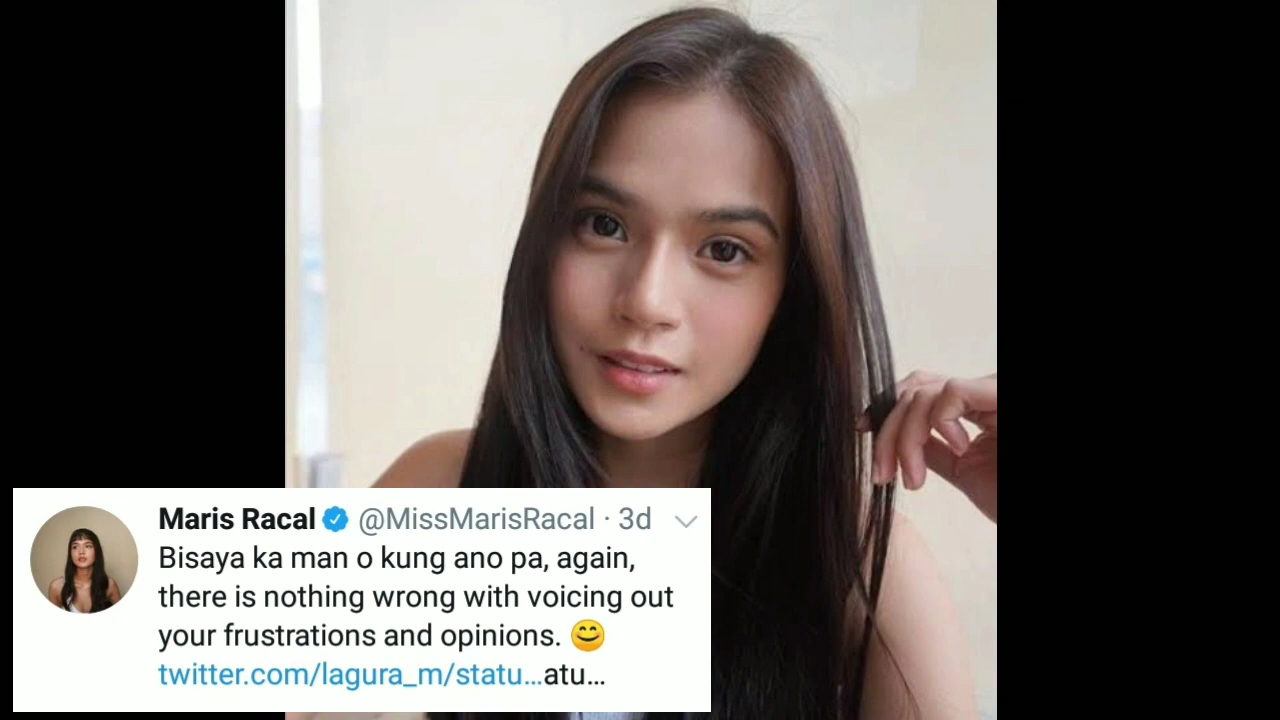 Maris Racal @MissMarisRacal · 3d
Bisaya ka man o kung ano pa, again,
there is nothing wrong with voicing out
your frustrations and opinions. 😊
twitter.com/lagura_m/statu…atu…